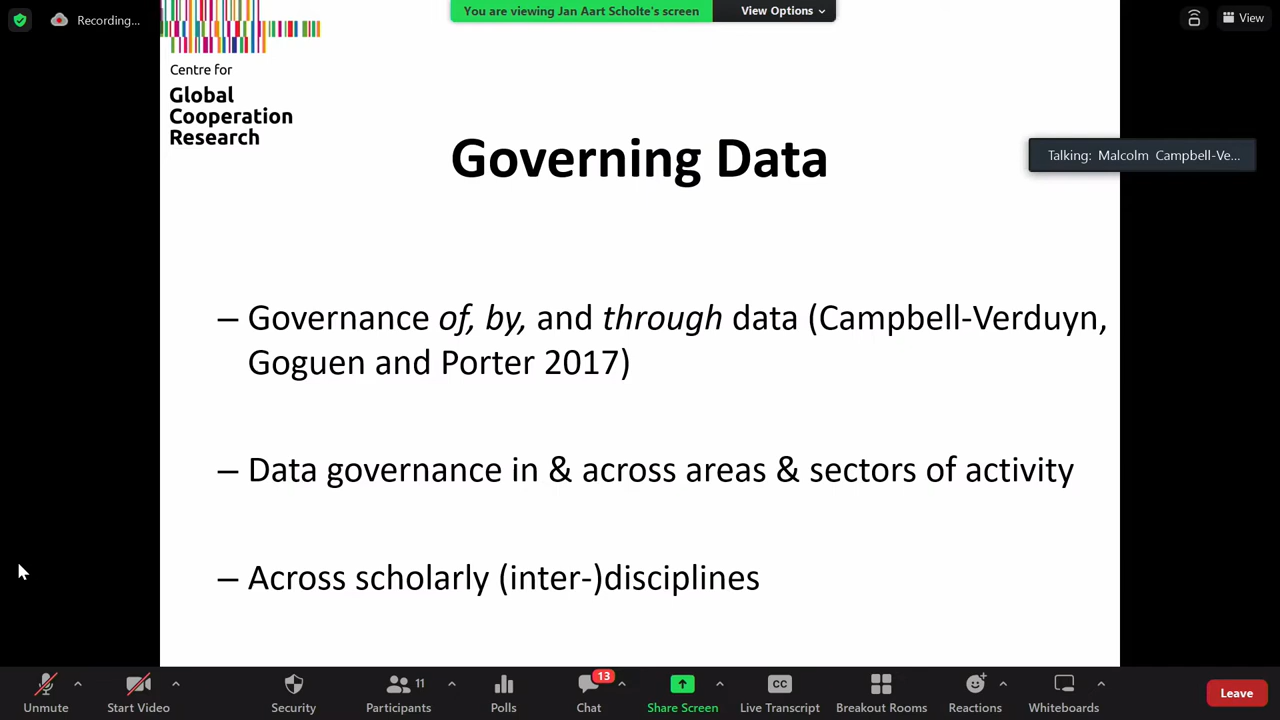 Recording...
You are viewing Jan Aart Scholte's screen
View Options
View
Centre for
Global
Cooperation
Research
Governing Data
Talking: Malcolm Campbell-Ve...
– Governance of, by, and through data (Campbell-Verduyn,
Goguen and Porter 2017)
– Data governance in & across areas & sectors of activity
– Across scholarly (inter-)disciplines
11
13
CC
Unmute
Start Video
Security
Participants
Polls
Chat
Share Screen
Live Transcript
Breakout Rooms
Reactions
Whiteboards
Leave